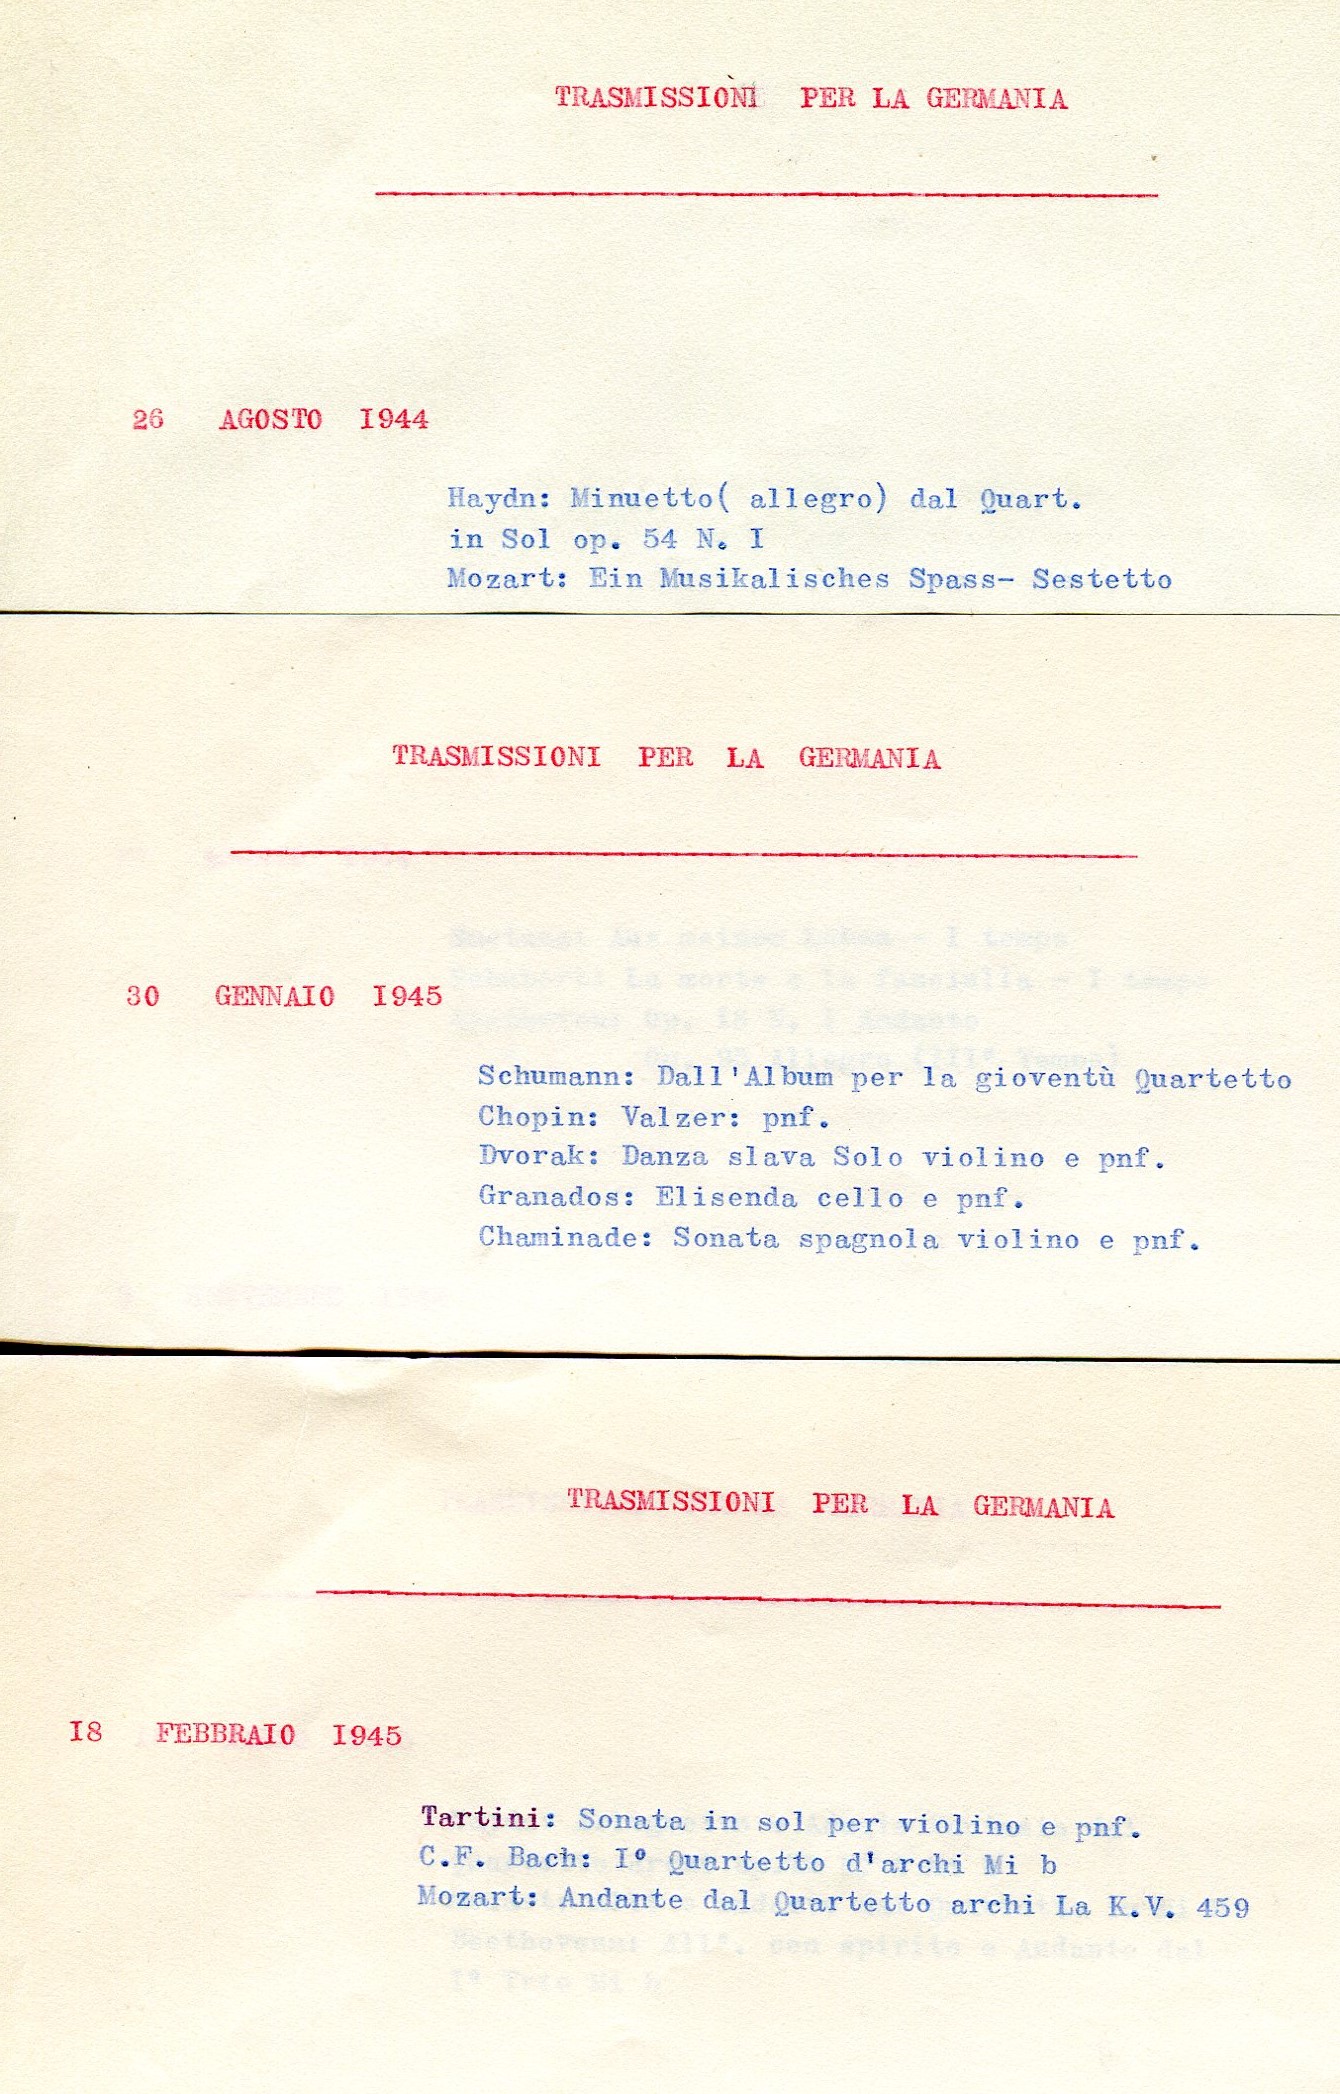 TRASMISSIONI PER LA GERMANIA
26 AGOSTO I944
Haydn: Minuetto( allegro) dal Quart.
in Sol op. 54 N. I
Mozart: Ein Musikalisches Spass- Sestetto
TRASMISSIONI PER LA GERMANIA
30 GENNAIO I945
Schumann: Dall'Album per la gioventù Quartetto
Chopin: Valzer: pnf.
Dvorak: Danza slava Solo violino e pnf.
Granados: Elisenda cello e pnf.
Chaminade: Sonata spagnola violino e pnf.
TRASMISSIONI PER LA GERMANIA
I8 FEBBRAIO I945
Tartini: Sonata in sol per violino e pnf.
C.F. Bach: I° Quartetto d'archi Mi b
Mozart: Andante dal Quartetto archi La K.V. 459